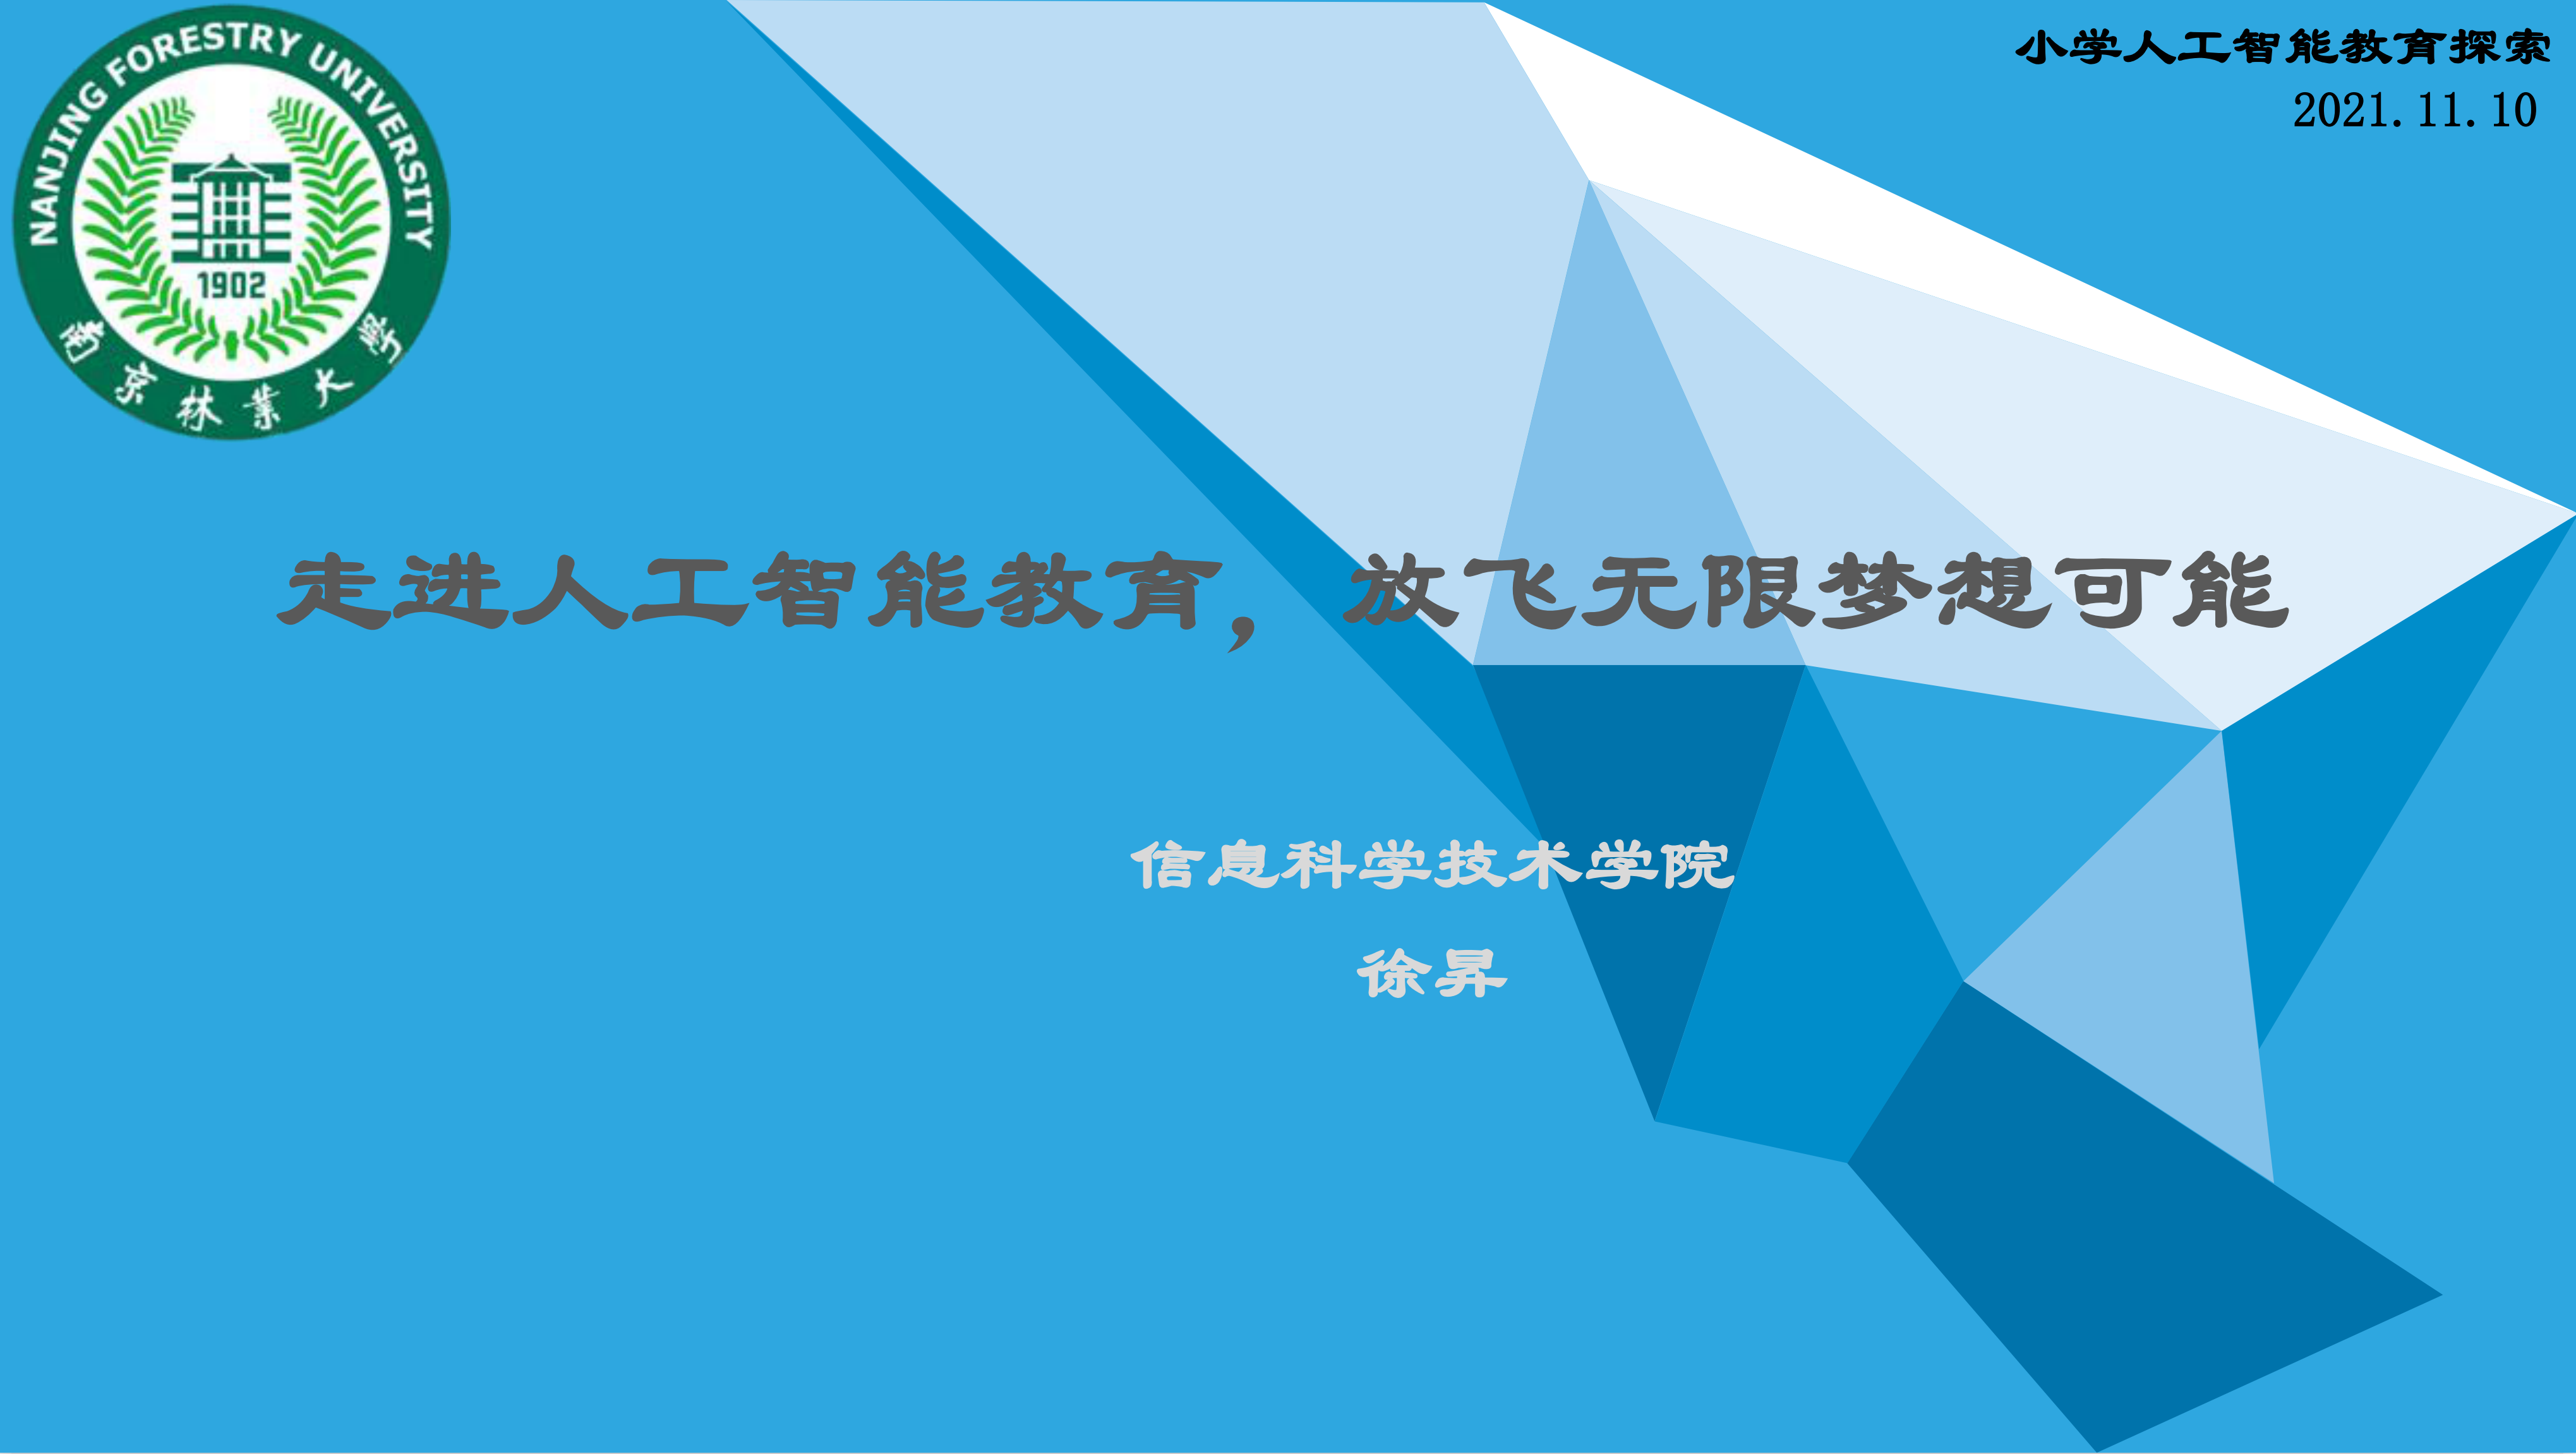 NANJING FORESTRY UNIVERSITY
1902
南京林業大學
小学人工智能教育探索
2021.11.10
走进人工智能教育，放飞无限梦想可能
信息科学技术学院
徐昇